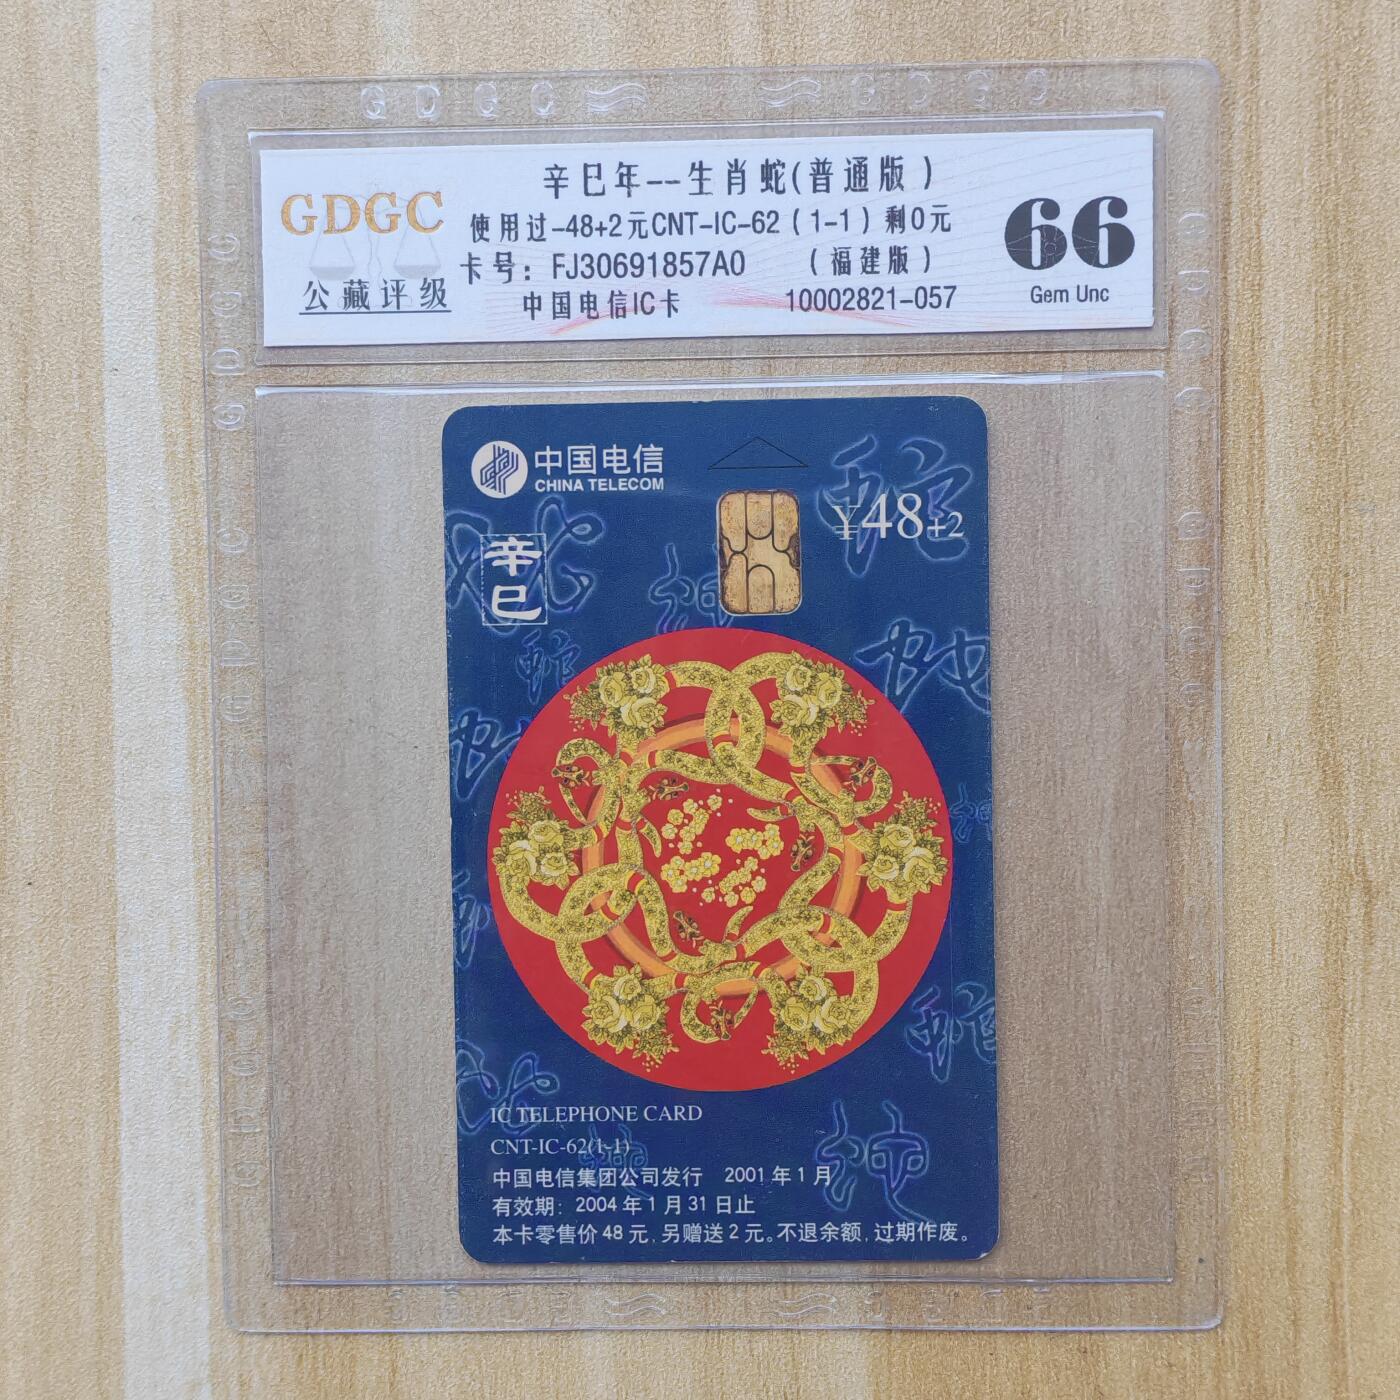 GDGC
GDGC
公藏评级
辛巳年--生肖蛇(普通版)
使用过-48+2元CNT-IC-62(1-1)剩0元
卡号:FJ30691857A0 (福建版)
中国电信IC卡 10002821-057
66
Gem Unc
中国电信
CHINA TELECOM
¥48+2
辛巳
IC TELEPHONE CARD
CNT-IC-62(1-1)
中国电信集团公司发行 2001年1月
有效期: 2004年1月31日止
本卡零售价48元,另赠送2元。不退余额,过期作废。